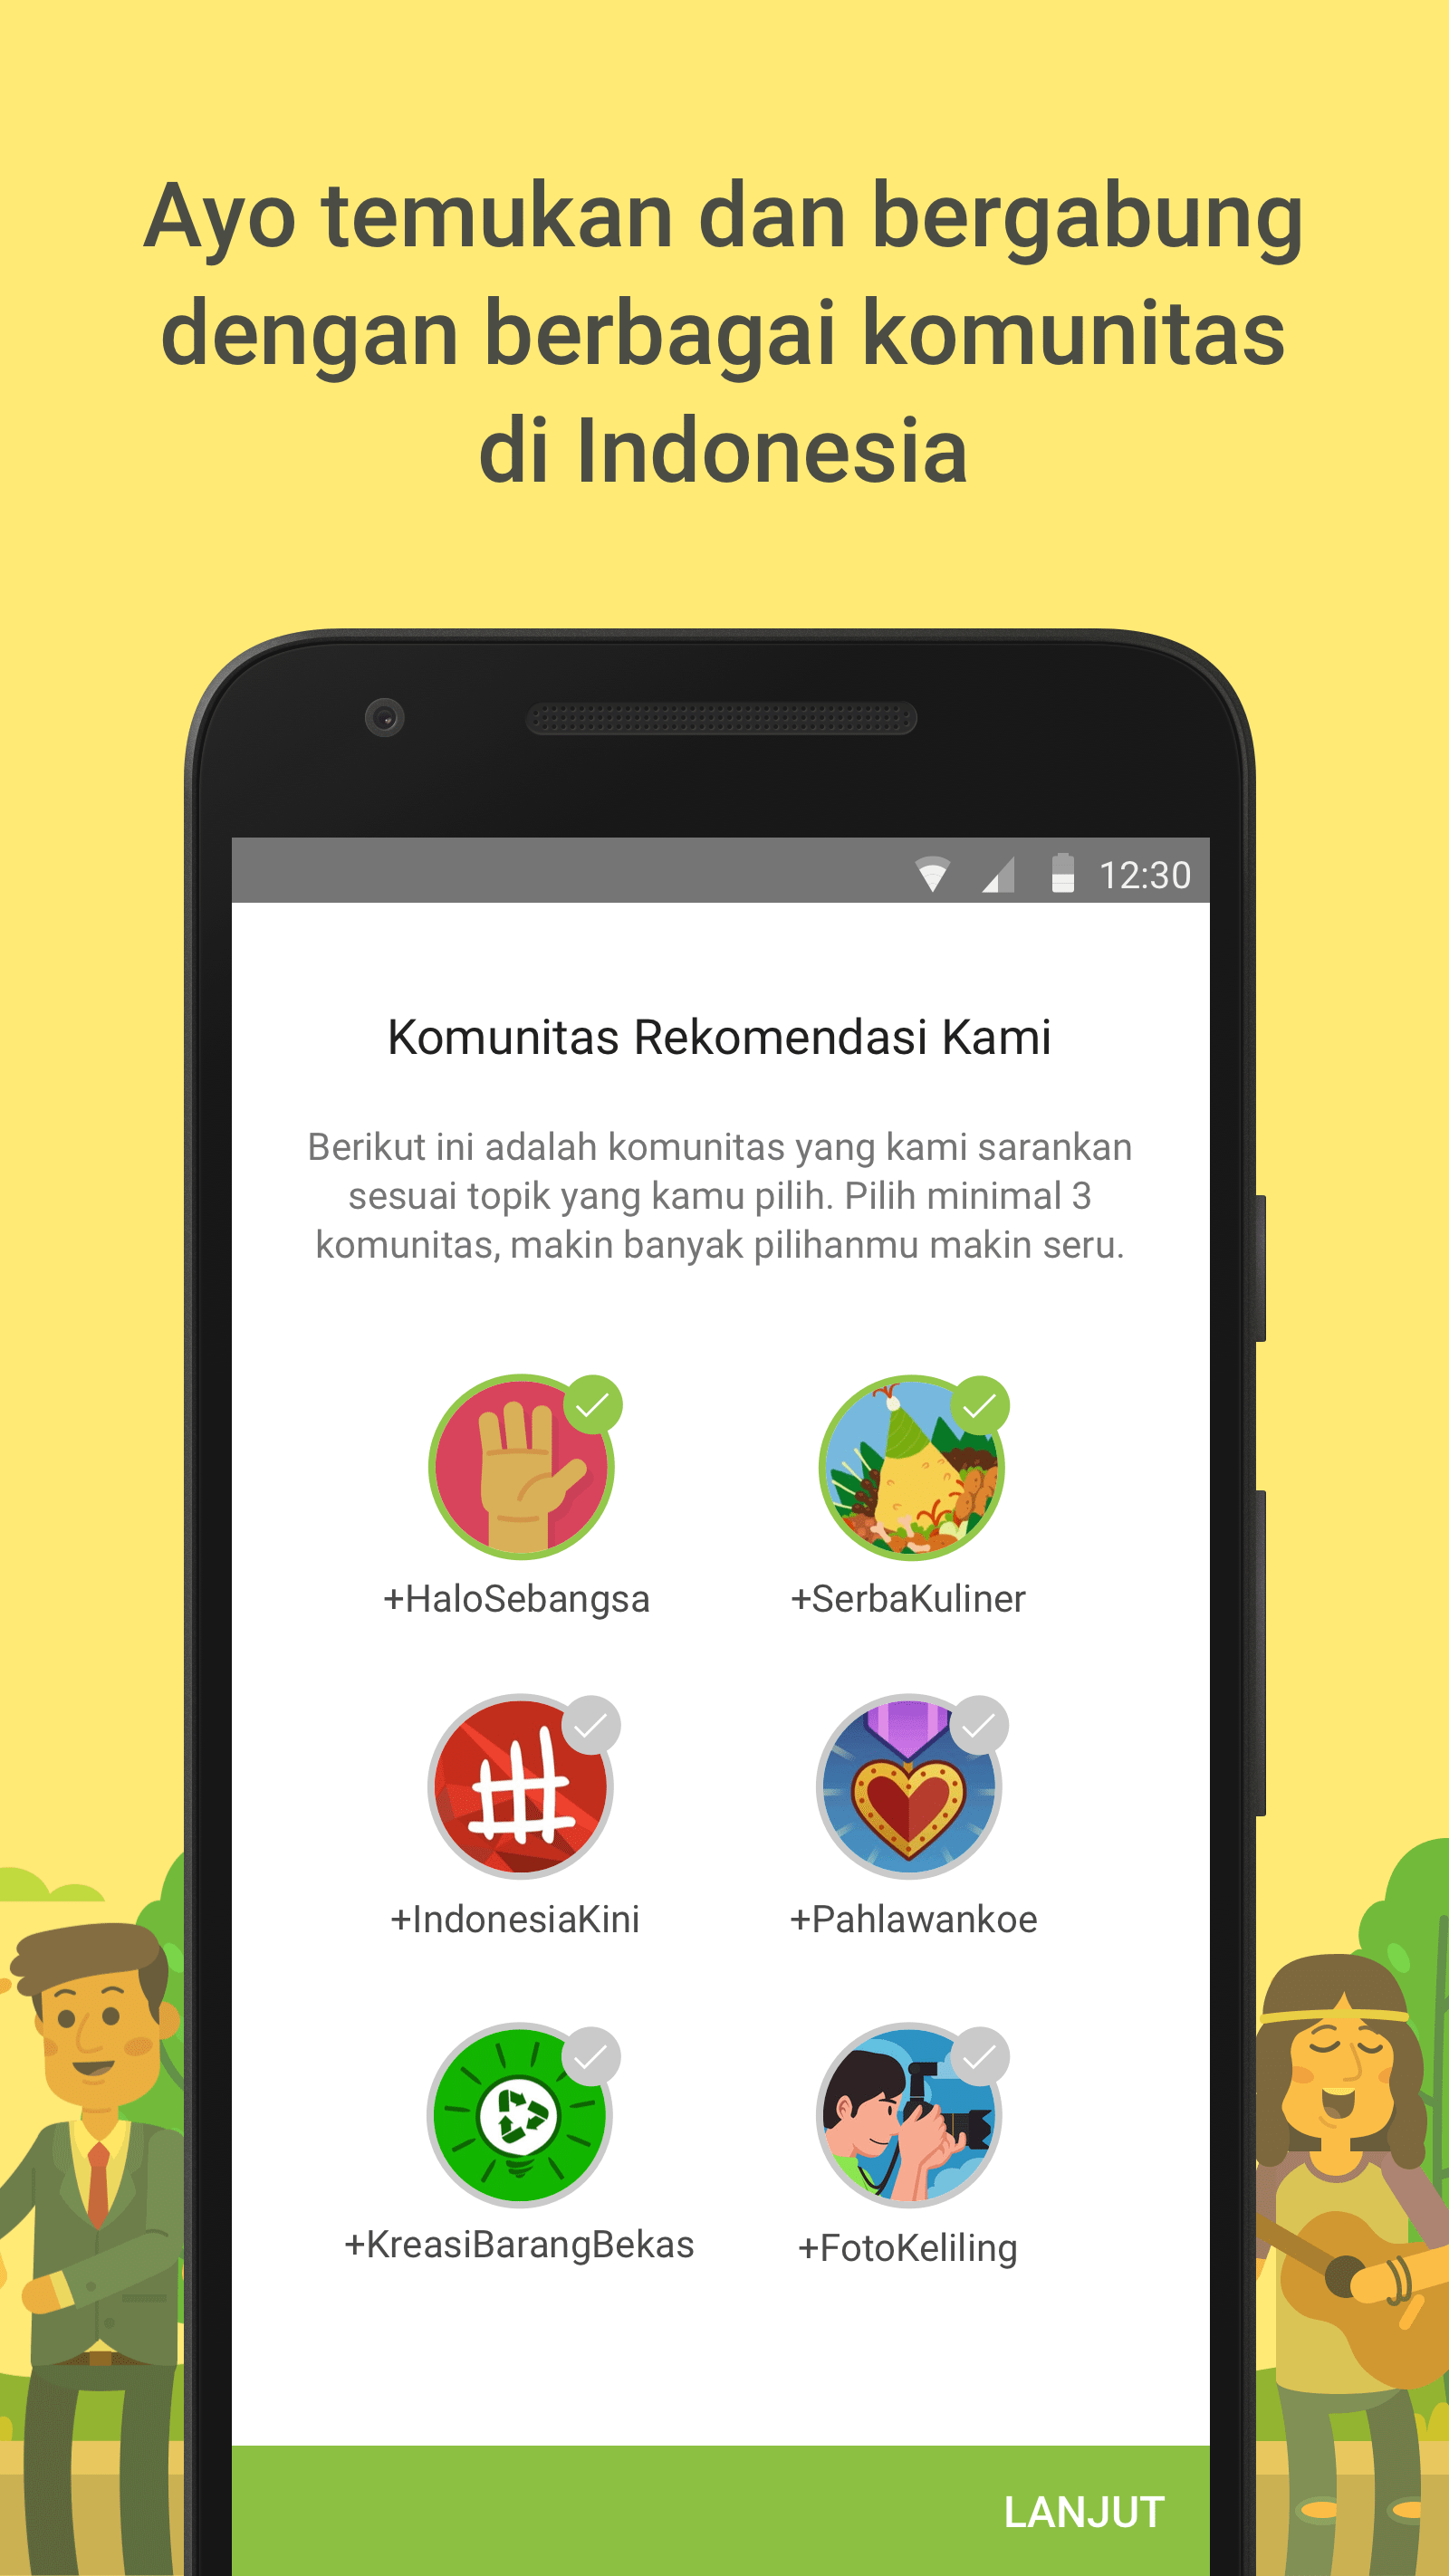 Ayo temukan dan bergabung
dengan berbagai komunitas
di Indonesia
12:30
Komunitas Rekomendasi Kami
Berikut ini adalah komunitas yang kami sarankan
sesuai topik yang kamu pilih. Pilih minimal 3
komunitas, makin banyak pilihanmu makin seru.
+HaloSebangsa
+SerbaKuliner
+IndonesiaKini
+Pahlawankoe
+KreasiBarangBekas
+FotoKeliling
LANJUT